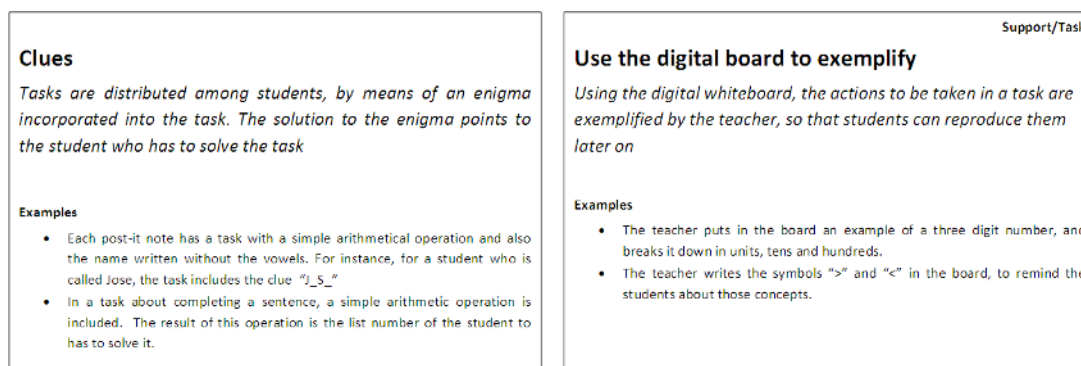 Clues
Tasks are distributed among students, by means of an enigma
incorporated into the task. The solution to the enigma points to
the student who has to solve the task
Examples
• Each post-it note has a task with a simple arithmetical operation and also
the name written without the vowels. For instance, for a student who is
called Jose, the task includes the clue "J_S_"
• In a task about completing a sentence, a simple arithmetic operation is
included. The result of this operation is the list number of the student to
has to solve it.
Support/Task
Use the digital board to exemplify
Using the digital whiteboard, the actions to be taken in a task are
exemplified by the teacher, so that students can reproduce them
later on
Examples
• The teacher puts in the board an example of a three digit number, and
breaks it down in units, tens and hundreds.
• The teacher writes the symbols ">" and "<" in the board, to remind the
students about those concepts.